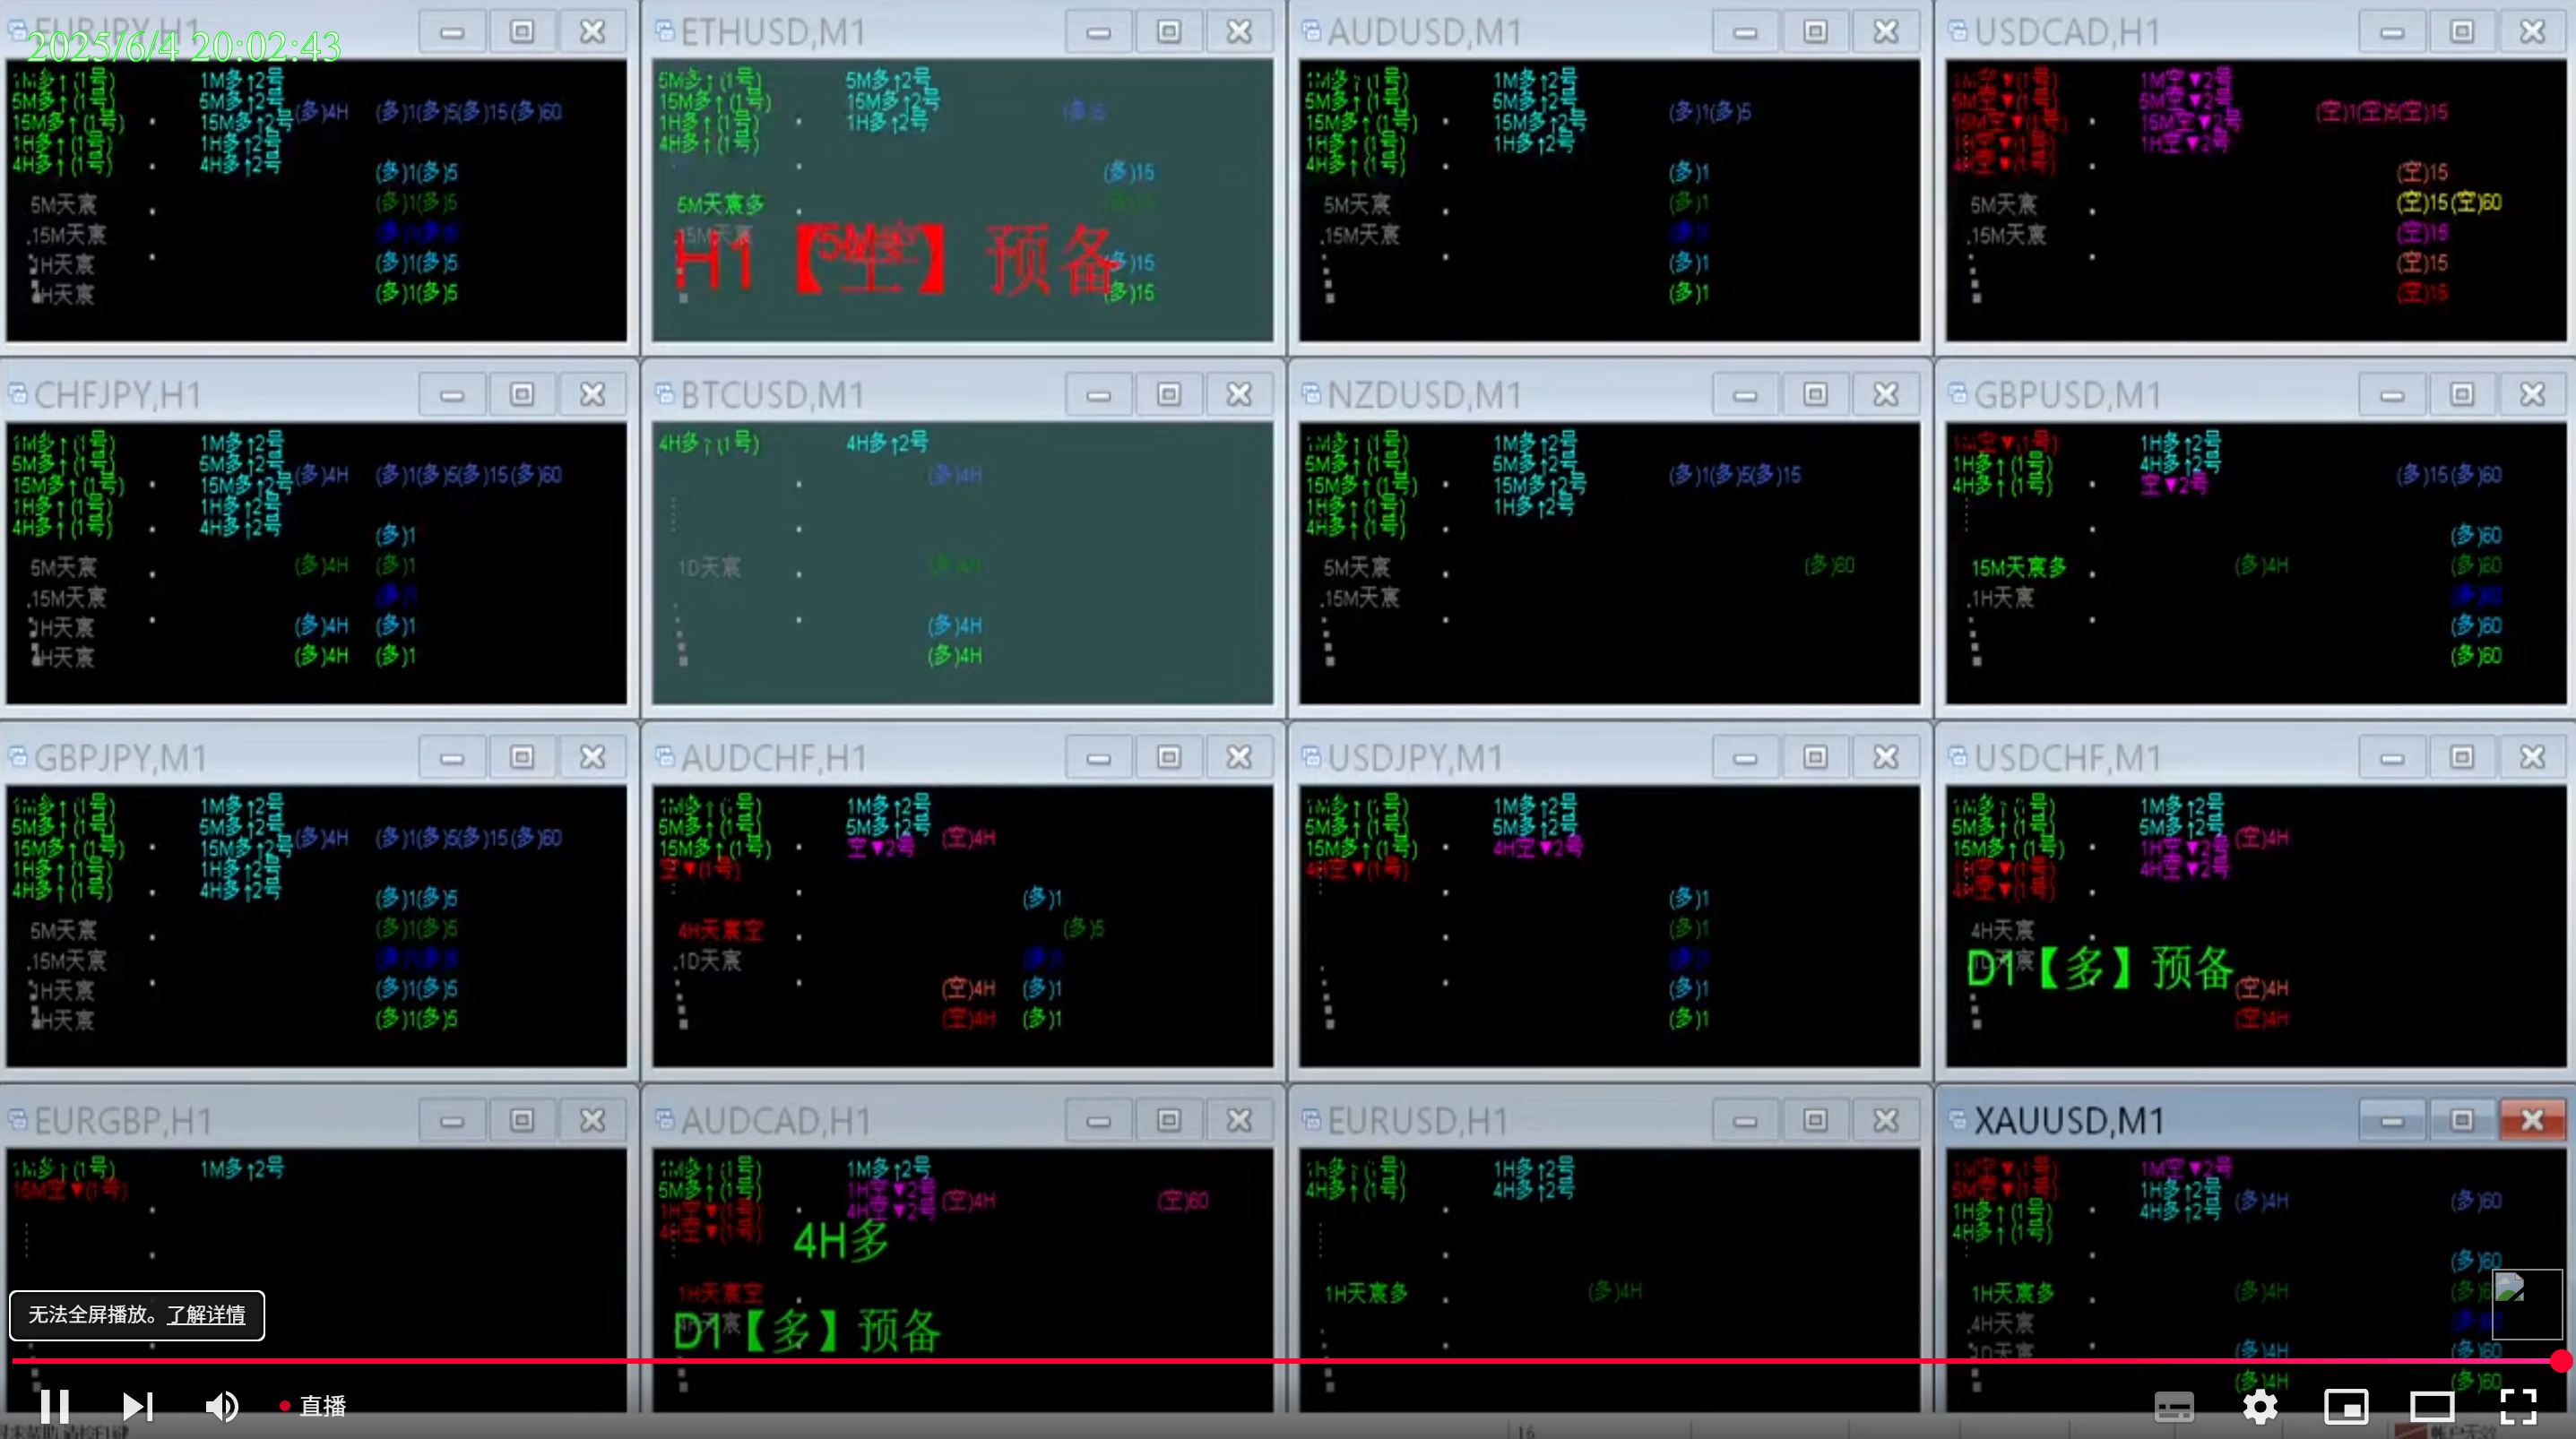 EURJPY,H1
2025/6/4 20:02:43
1M多↑(1号) 1M多↑2号
5M多↑(1号) 5M多↑2号 (多)4H (多)1(多)5(多)15(多)60
15M多↑(1号) 15M多↑2号
1H多↑(1号) 1H多↑2号
4H多↑(1号) 4H多↑2号 (多)1(多)5
5M天宸 (多)1(多)5
.15M天宸
1H天宸 (多)1(多)5
H天宸 (多)1(多)5
ETHUSD,M1
5M多↑(1号) 5M多↑2号
15M多↑(1号) 15M多↑2号 (多)5
1H多↑(1号) 1H多↑2号
4H多↑(1号)
(多)15
5M天宸多
.15M天宸
H1【空】预备 (多)15
(多)15
AUDUSD,M1
1M多↑(1号) 1M多↑2号
5M多↑(1号) 5M多↑2号 (多)1(多)5
15M多↑(1号) 15M多↑2号
1H多↑(1号) 1H多↑2号
4H多↑(1号) (多)1
5M天宸 (多)1
.15M天宸
(多)1
(多)1
USDCAD,H1
1M空▼(1号) 1M空▼2号
5M空▼(1号) 5M空▼2号 (空)1(空)5(空)15
15M空▼(1号) 15M空▼2号
1H空▼(1号) 1H空▼2号
4H空▼(1号) (空)15
5M天宸 (空)15(空)60
.15M天宸 (空)15
(空)15
(空)15
CHFJPY,H1
1M多↑(1号) 1M多↑2号
5M多↑(1号) 5M多↑2号 (多)4H (多)1(多)5(多)15(多)60
15M多↑(1号) 15M多↑2号
1H多↑(1号) 1H多↑2号
4H多↑(1号) 4H多↑2号 (多)1
5M天宸 (多)4H (多)1
.15M天宸
1H天宸 (多)4H (多)1
H天宸 (多)4H (多)1
BTCUSD,M1
4H多↑(1号) 4H多↑2号
(多)4H
1D天宸
(多)4H
(多)4H
NZDUSD,M1
1M多↑(1号) 1M多↑2号
5M多↑(1号) 5M多↑2号 (多)1(多)5(多)15
15M多↑(1号) 15M多↑2号
1H多↑(1号) 1H多↑2号
4H多↑(1号)
5M天宸 (多)60
.15M天宸
GBPUSD,M1
1M空▼(1号) 1H多↑2号
1H多↑(1号) 4H多↑2号 (多)15(多)60
4H多↑(1号) 空▼2号
(多)60
15M天宸多 (多)4H (多)60
.1H天宸 (多)60
(多)60
(多)60
GBPJPY,M1
1M多↑(1号) 1M多↑2号
5M多↑(1号) 5M多↑2号 (多)4H (多)1(多)5(多)15(多)60
15M多↑(1号) 15M多↑2号
1H多↑(1号) 1H多↑2号
4H多↑(1号) 4H多↑2号 (多)1(多)5
5M天宸 (多)1(多)5
.15M天宸
1H天宸 (多)1(多)5
H天宸 (多)1(多)5
AUDCHF,H1
1M多↑(1号) 1M多↑2号
5M多↑(1号) 5M多↑2号 (空)4H
15M多↑(1号) 空▼2号
空▼(1号)
(多)1
4H天宸空 (多)5
.1D天宸
(空)4H (多)1
(空)4H (多)1
USDJPY,M1
1M多↑(1号) 1M多↑2号
5M多↑(1号) 5M多↑2号
15M多↑(1号) 4H空▼2号
4H空▼(1号)
(多)1
(多)1
(多)1
(多)1
USDCHF,M1
1M多↑(1号) 1M多↑2号
5M多↑(1号) 5M多↑2号 (空)4H
15M多↑(1号) 1H空▼2号
1H空▼(1号) 4H空▼2号
4H空▼(1号)
4H天宸
D1【多】预备
(空)4H
(空)4H
EURGBP,H1
1M多↑(1号) 1M多↑2号
15M空▼(1号)
AUDCAD,H1
1M多↑(1号) 1M多↑2号
5M多↑(1号) 1H空▼2号 (空)4H (空)60
1H空▼(1号) 4H空▼2号
4H空▼(1号)
4H多
1H天宸空
D1【多】预备
EURUSD,H1
1h多↑(1号) 1H多↑2号
4H多↑(1号) 4H多↑2号
1H天宸多 (多)4H
XAUUSD,M1
1M空▼(1号) 1M空▼2号
5M空▼(1号) 1H多↑2号 (多)4H (多)60
1H多↑(1号) 4H多↑2号
4H多↑(1号)
(多)60
1H天宸多 (多)4H
.4H天宸
1D天宸 (多)4H (多)60
(多)4H (多)60
无法全屏播放。了解详情
直播
16